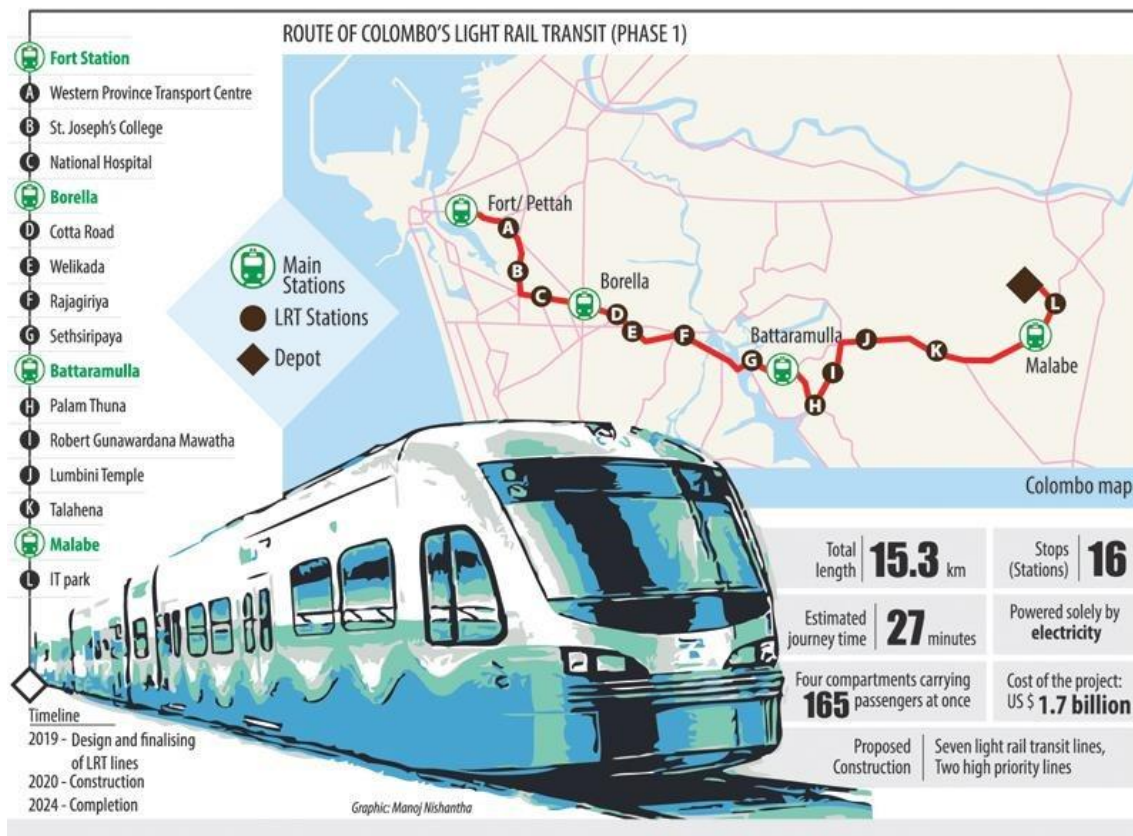 ROUTE OF COLOMBO'S LIGHT RAIL TRANSIT (PHASE 1)
Fort Station
A Western Province Transport Centre
B St. Joseph's College
C National Hospital
Borella
D Cotta Road
E Welikada
F Rajagiriya
G Sethsiripaya
Battaramulla
H Palam Thuna
I Robert Gunawardana Mawatha
J Lumbini Temple
K Talahena
Malabe
L IT park
Timeline
2019 - Design and finalising
of LRT lines
2020 - Construction
2024 - Completion
Main
Stations
LRT Stations
Depot
Fort/ Pettah
A
B
C
Borella
D
E
F
G
Battaramulla
H
I
J
K
L
Malabe
Colombo map
Total
length 15.3 km
Stops
(Stations) 16
Estimated
journey time 27 minutes
Powered solely by
electricity
Four compartments carrying
165 passengers at once
Cost of the project:
US $ 1.7 billion
Proposed
Construction
Seven light rail transit lines,
Two high priority lines
Graphic: Manoj Nishantha